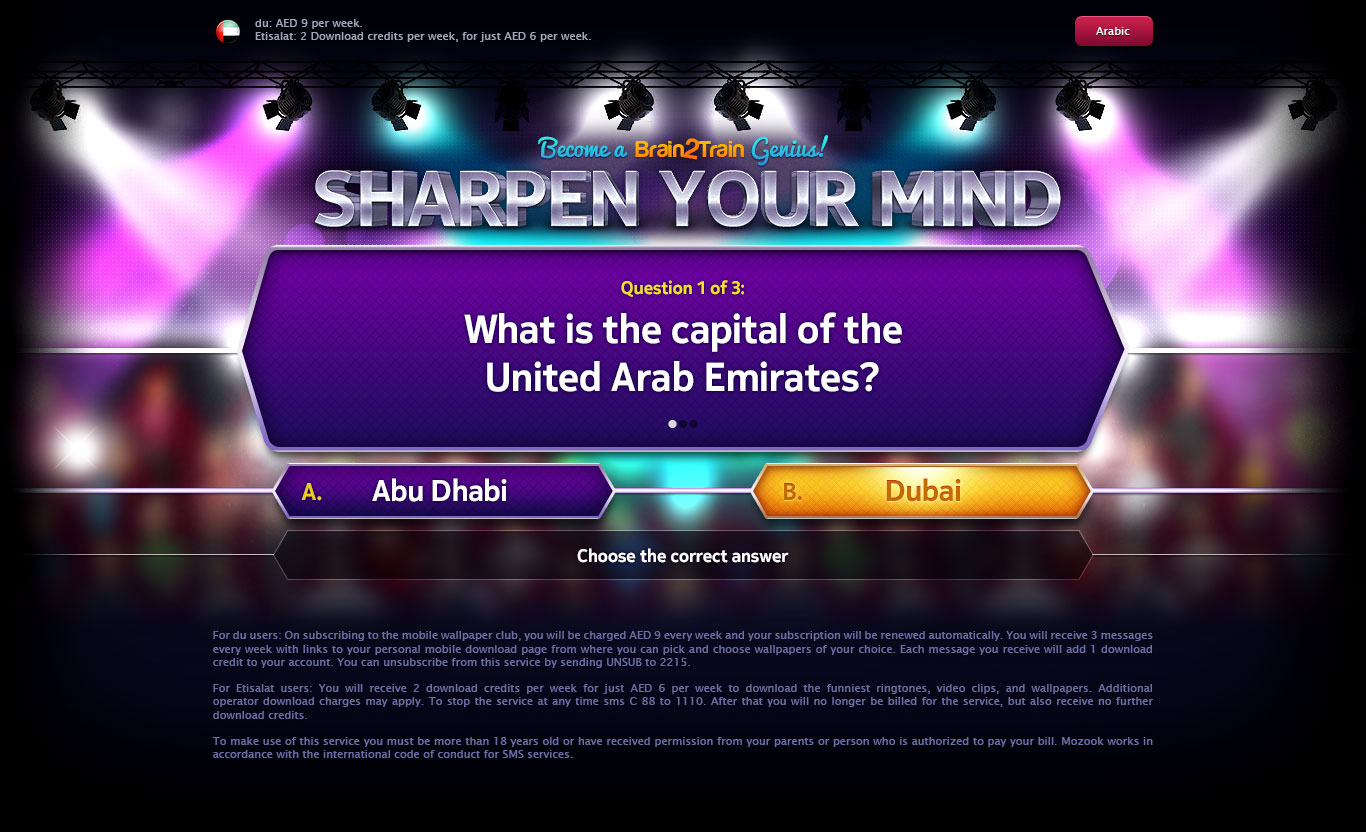 du: AED 9 per week.
Etisalat: 2 Download credits per week, for just AED 6 per week.
Arabic
Become a Brain2Train Genius!
SHARPEN YOUR MIND
Question 1 of 3:
What is the capital of the
United Arab Emirates?
A. Abu Dhabi
B. Dubai
Choose the correct answer
For du users: On subscribing to the mobile wallpaper club, you will be charged AED 9 every week and your subscription will be renewed automatically. You will receive 3 messages
every week with links to your personal mobile download page from where you can pick and choose wallpapers of your choice. Each message you receive will add 1 download
credit to your account. You can unsubscribe from this service by sending UNSUB to 2215.
For Etisalat users: You will receive 2 download credits per week for just AED 6 per week to download the funniest ringtones, video clips, and wallpapers. Additional
operator download charges may apply. To stop the service at any time sms C 88 to 1110. After that you will no longer be billed for the service, but also receive no further
download credits.
To make use of this service you must be more than 18 years old or have received permission from your parents or person who is authorized to pay your bill. Mozook works in
accordance with the international code of conduct for SMS services.